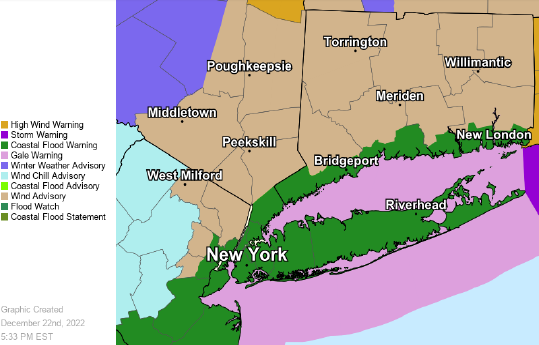 Torrington
Willimantic
Poughkeepsie
Meriden
Middletown
New London
Peekskill
Bridgeport
West Milford
Riverhead
New York
High Wind Warning
Storm Warning
Coastal Flood Warning
Gale Warning
Winter Weather Advisory
Wind Chill Advisory
Coastal Flood Advisory
Wind Advisory
Flood Watch
Coastal Flood Statement
Graphic Created
December 22nd, 2022
5:33 PM EST